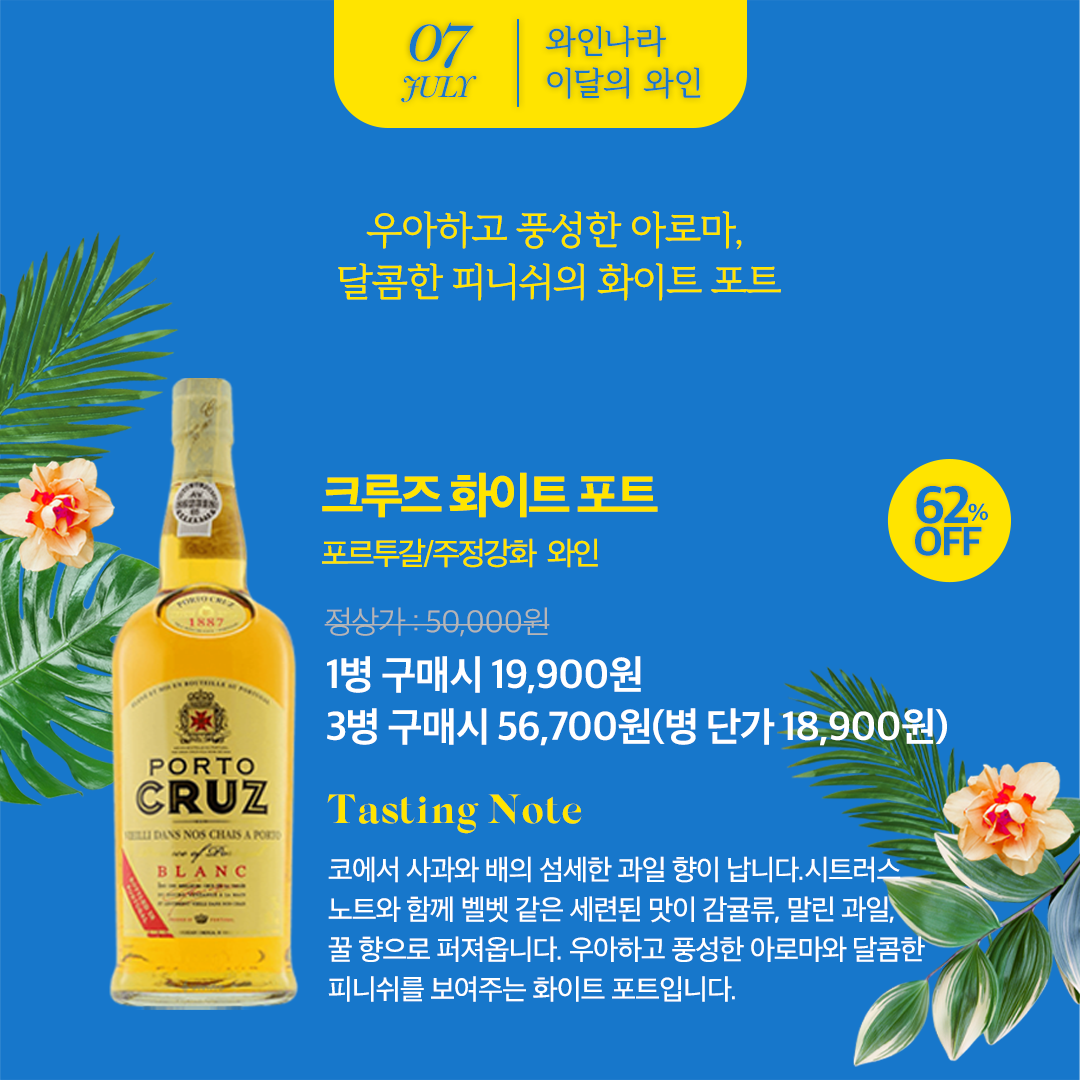 07
JULY
와인나라
이달의 와인
우아하고 풍성한 아로마,
달콤한 피니쉬의 화이트 포트
크루즈 화이트 포트
62%
OFF
포르투갈/주정강화 와인
정상가 : 50,000원
1병 구매시 19,900원
3병 구매시 56,700원(병 단가 18,900원)
Tasting Note
코에서 사과와 배의 섬세한 과일 향이 납니다.시트러스
노트와 함께 벨벳 같은 세련된 맛이 감귤류, 말린 과일,
꿀 향으로 퍼져옵니다. 우아하고 풍성한 아로마와 달콤한
피니쉬를 보여주는 화이트 포트입니다.
PORTO CRUZ
1887
PORTO
CRUZ
VIEILLI DANS NOS CHAIS A PORTO
BLANC